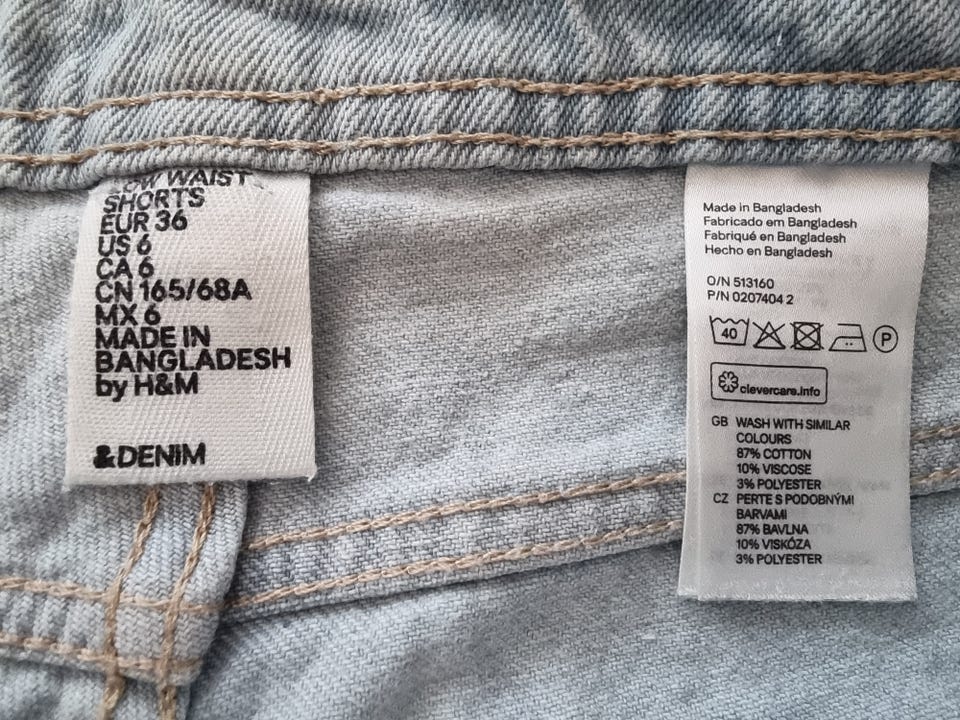 LOW WAIST
SHORTS
EUR 36
US 6
CA 6
CN 165/68A
MX 6
MADE IN
BANGLADESH
by H&M
&DENIM
Made in Bangladesh
Fabricado em Bangladesh
Fabriqué en Bangladesh
Hecho en Bangladesh
O/N 513160
P/N 0207404 2
40 P
clevercare.info
GB WASH WITH SIMILAR
COLOURS
87% COTTON
10% VISCOSE
3% POLYESTER
CZ PERTE S PODOBNÝMI
BARVAMI
87% BAVLNA
10% VISKÓZA
3% POLYESTER